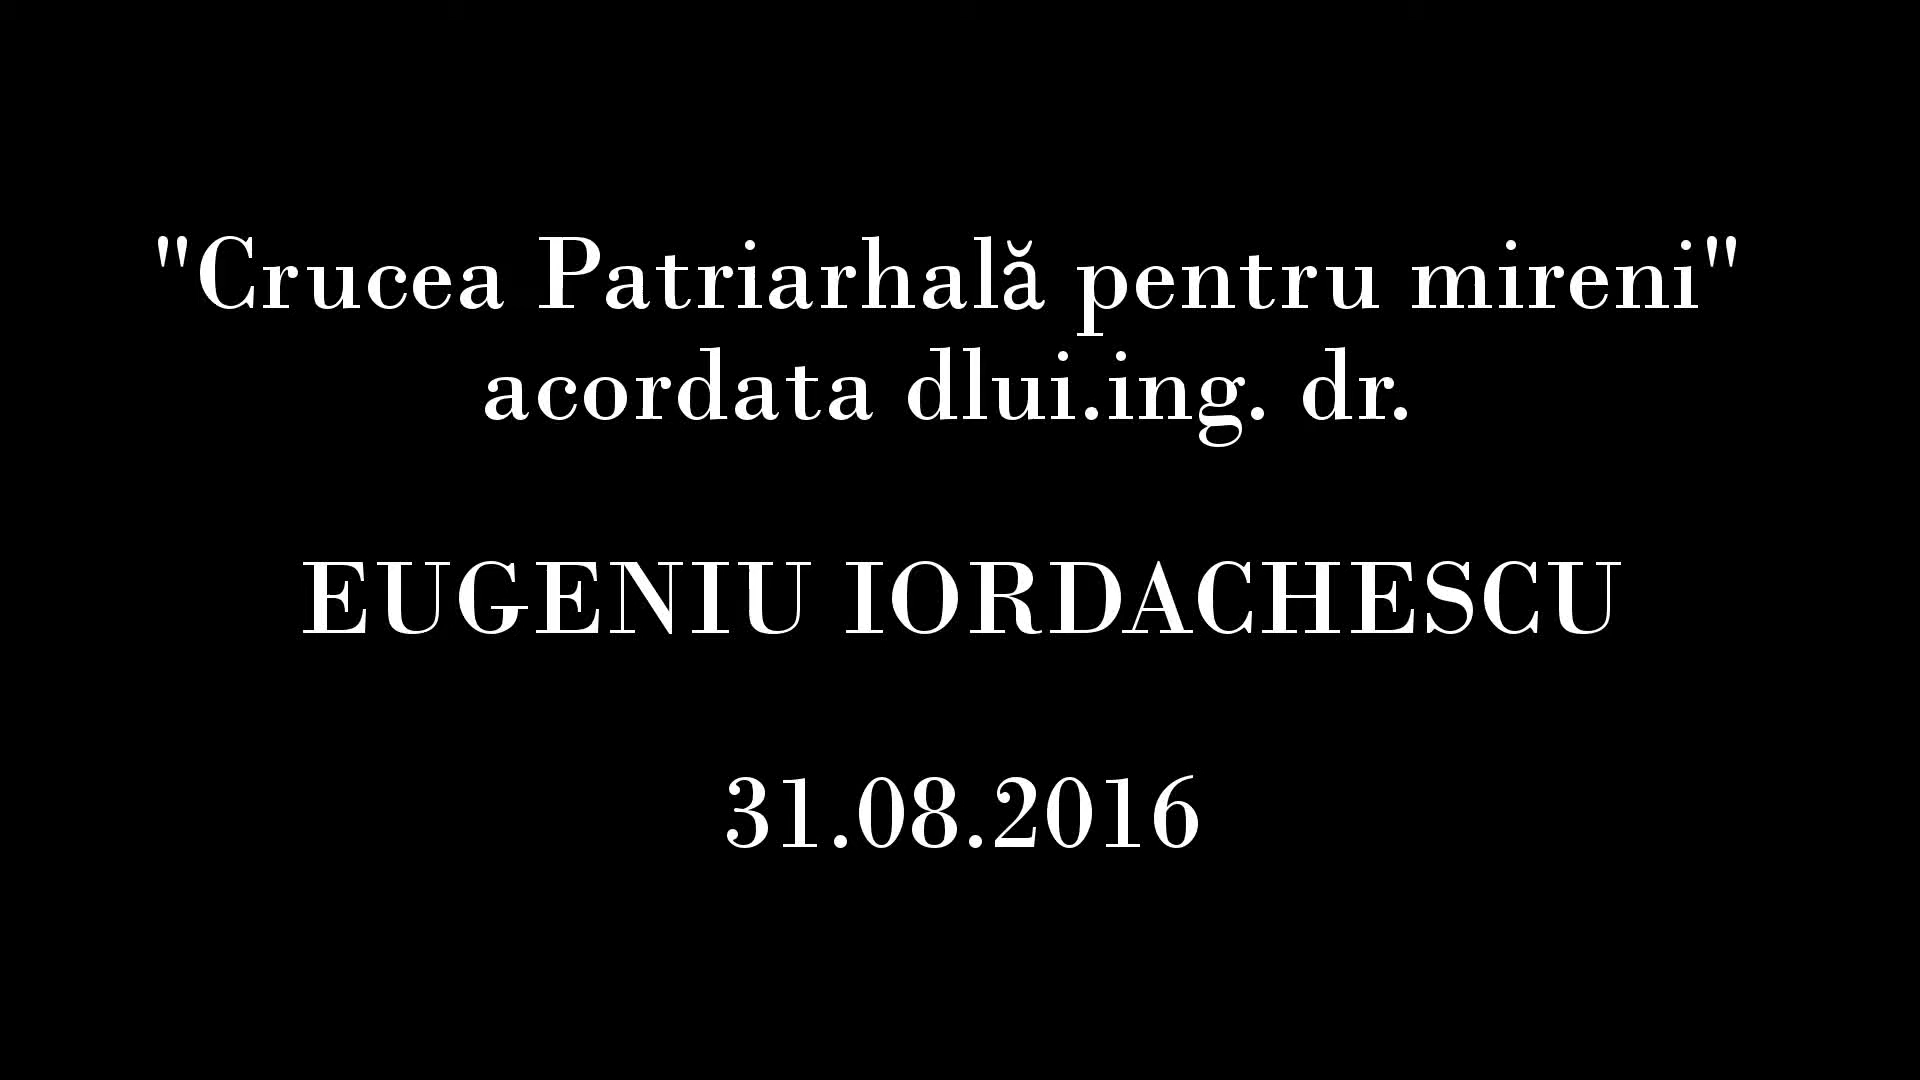 "Crucea Patriarhală pentru mireni"
acordata dlui.ing. dr.
EUGENIU IORDACHESCU
31.08.2016